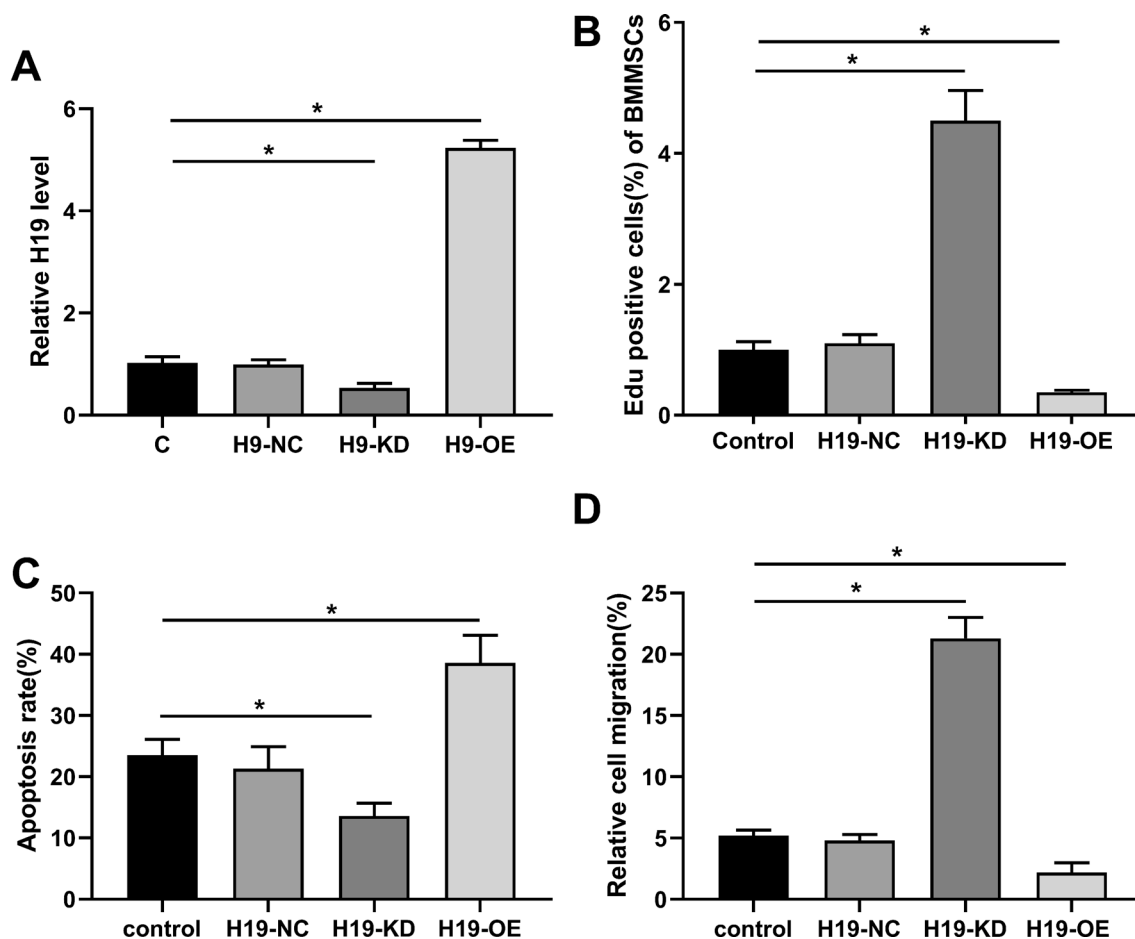 A
Relative H19 level
6
4
2
0
*
*
C H9-NC H9-KD H9-OE
B
Edu positive cells(%) of BMMSCs
6
4
2
0
*
*
Control H19-NC H19-KD H19-OE
C
Apoptosis rate(%)
50
40
30
20
10
0
*
*
control H19-NC H19-KD H19-OE
D
Relative cell migration(%)
25
20
15
10
5
0
*
*
control H19-NC H19-KD H19-OE